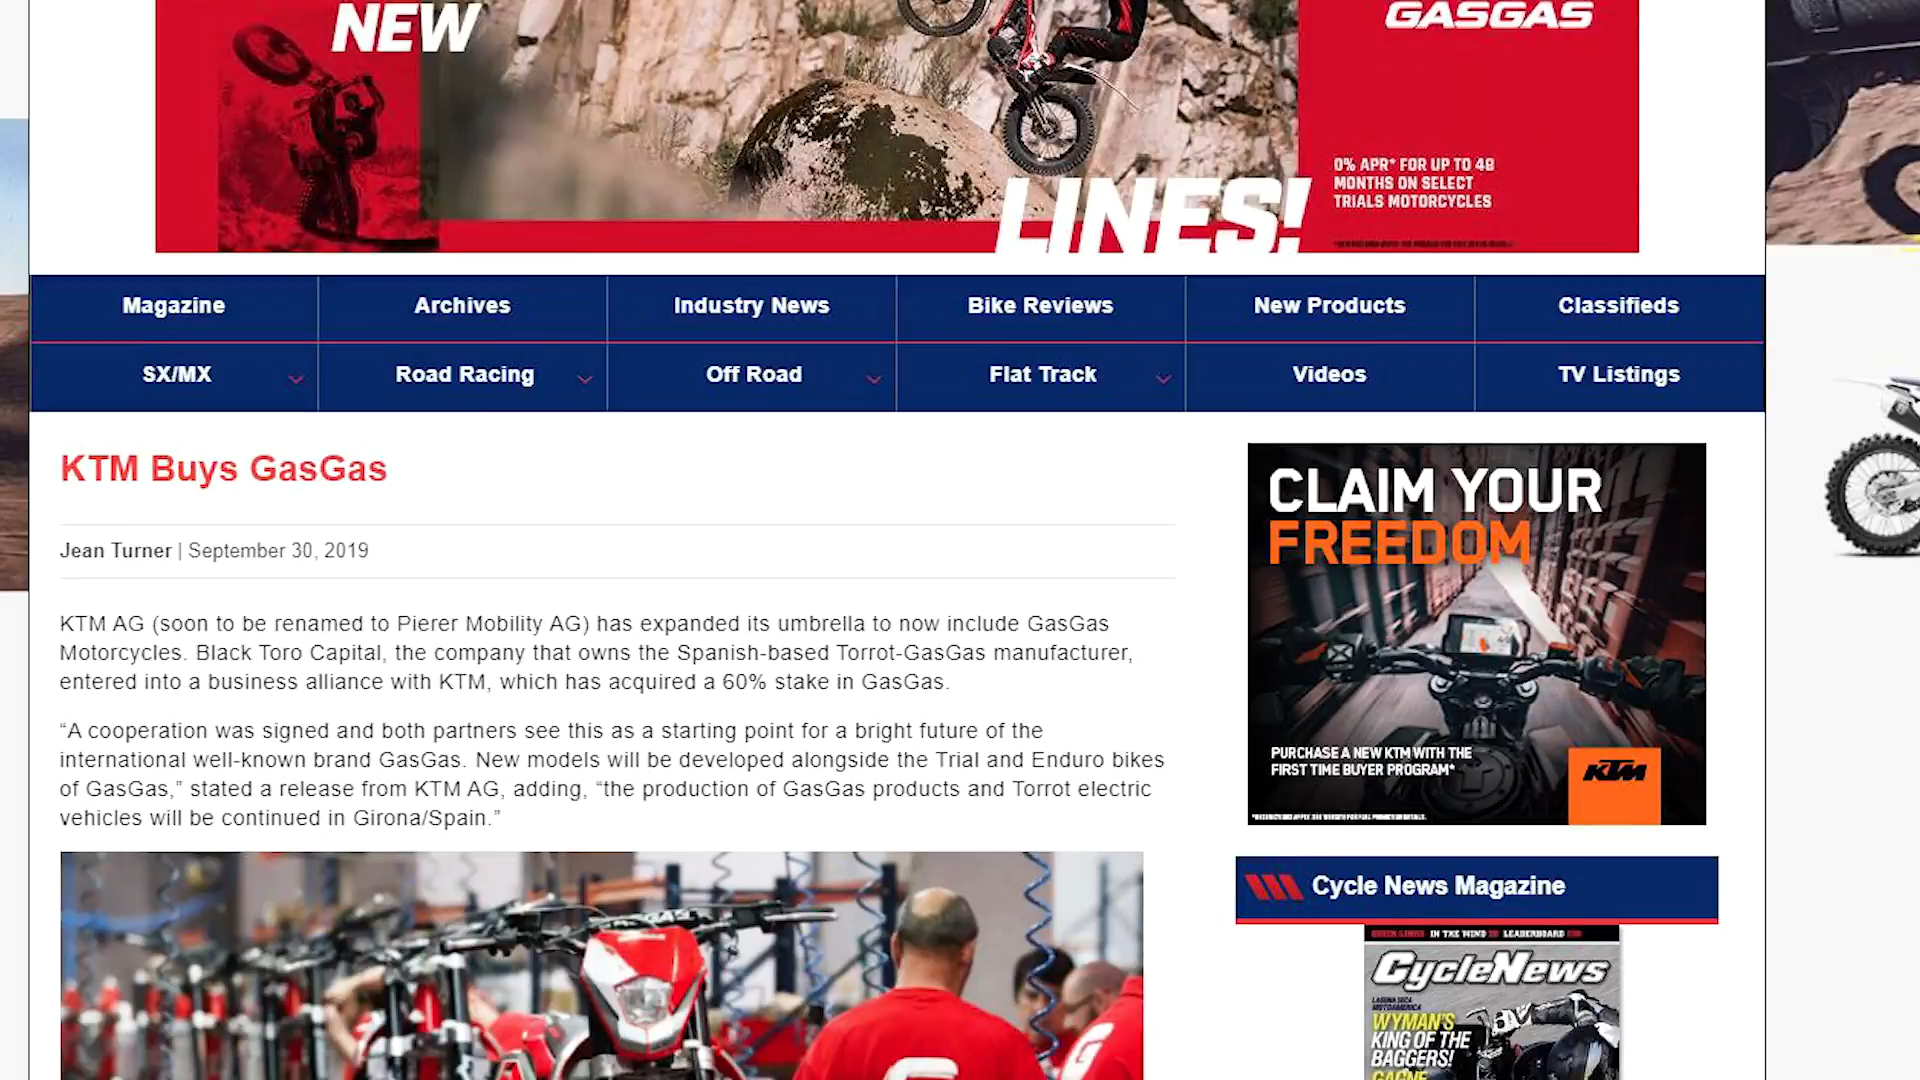 NEW
GASGAS
0% APR* FOR UP TO 48
MONTHS ON SELECT
TRIALS MOTORCYCLES
LINES!
Magazine
Archives
Industry News
Bike Reviews
New Products
Classifieds
SX/MX
Road Racing
Off Road
Flat Track
Videos
TV Listings
KTM Buys GasGas
Jean Turner | September 30, 2019
KTM AG (soon to be renamed to Pierer Mobility AG) has expanded its umbrella to now include GasGas
Motorcycles. Black Toro Capital, the company that owns the Spanish-based Torrot-GasGas manufacturer,
entered into a business alliance with KTM, which has acquired a 60% stake in GasGas.
“A cooperation was signed and both partners see this as a starting point for a bright future of the
international well-known brand GasGas. New models will be developed alongside the Trial and Enduro bikes
of GasGas,” stated a release from KTM AG, adding, “the production of GasGas products and Torrot electric
vehicles will be continued in Girona/Spain.”
CLAIM YOUR
FREEDOM
PURCHASE A NEW KTM WITH THE
FIRST TIME BUYER PROGRAM*
KTM
Cycle News Magazine
IN THE WIND
LEADERBOARD
CycleNews
LAGUNA SECA
MOTOAMERICA
WYMAN'S
KING OF THE
BAGGERS!
GAGNE